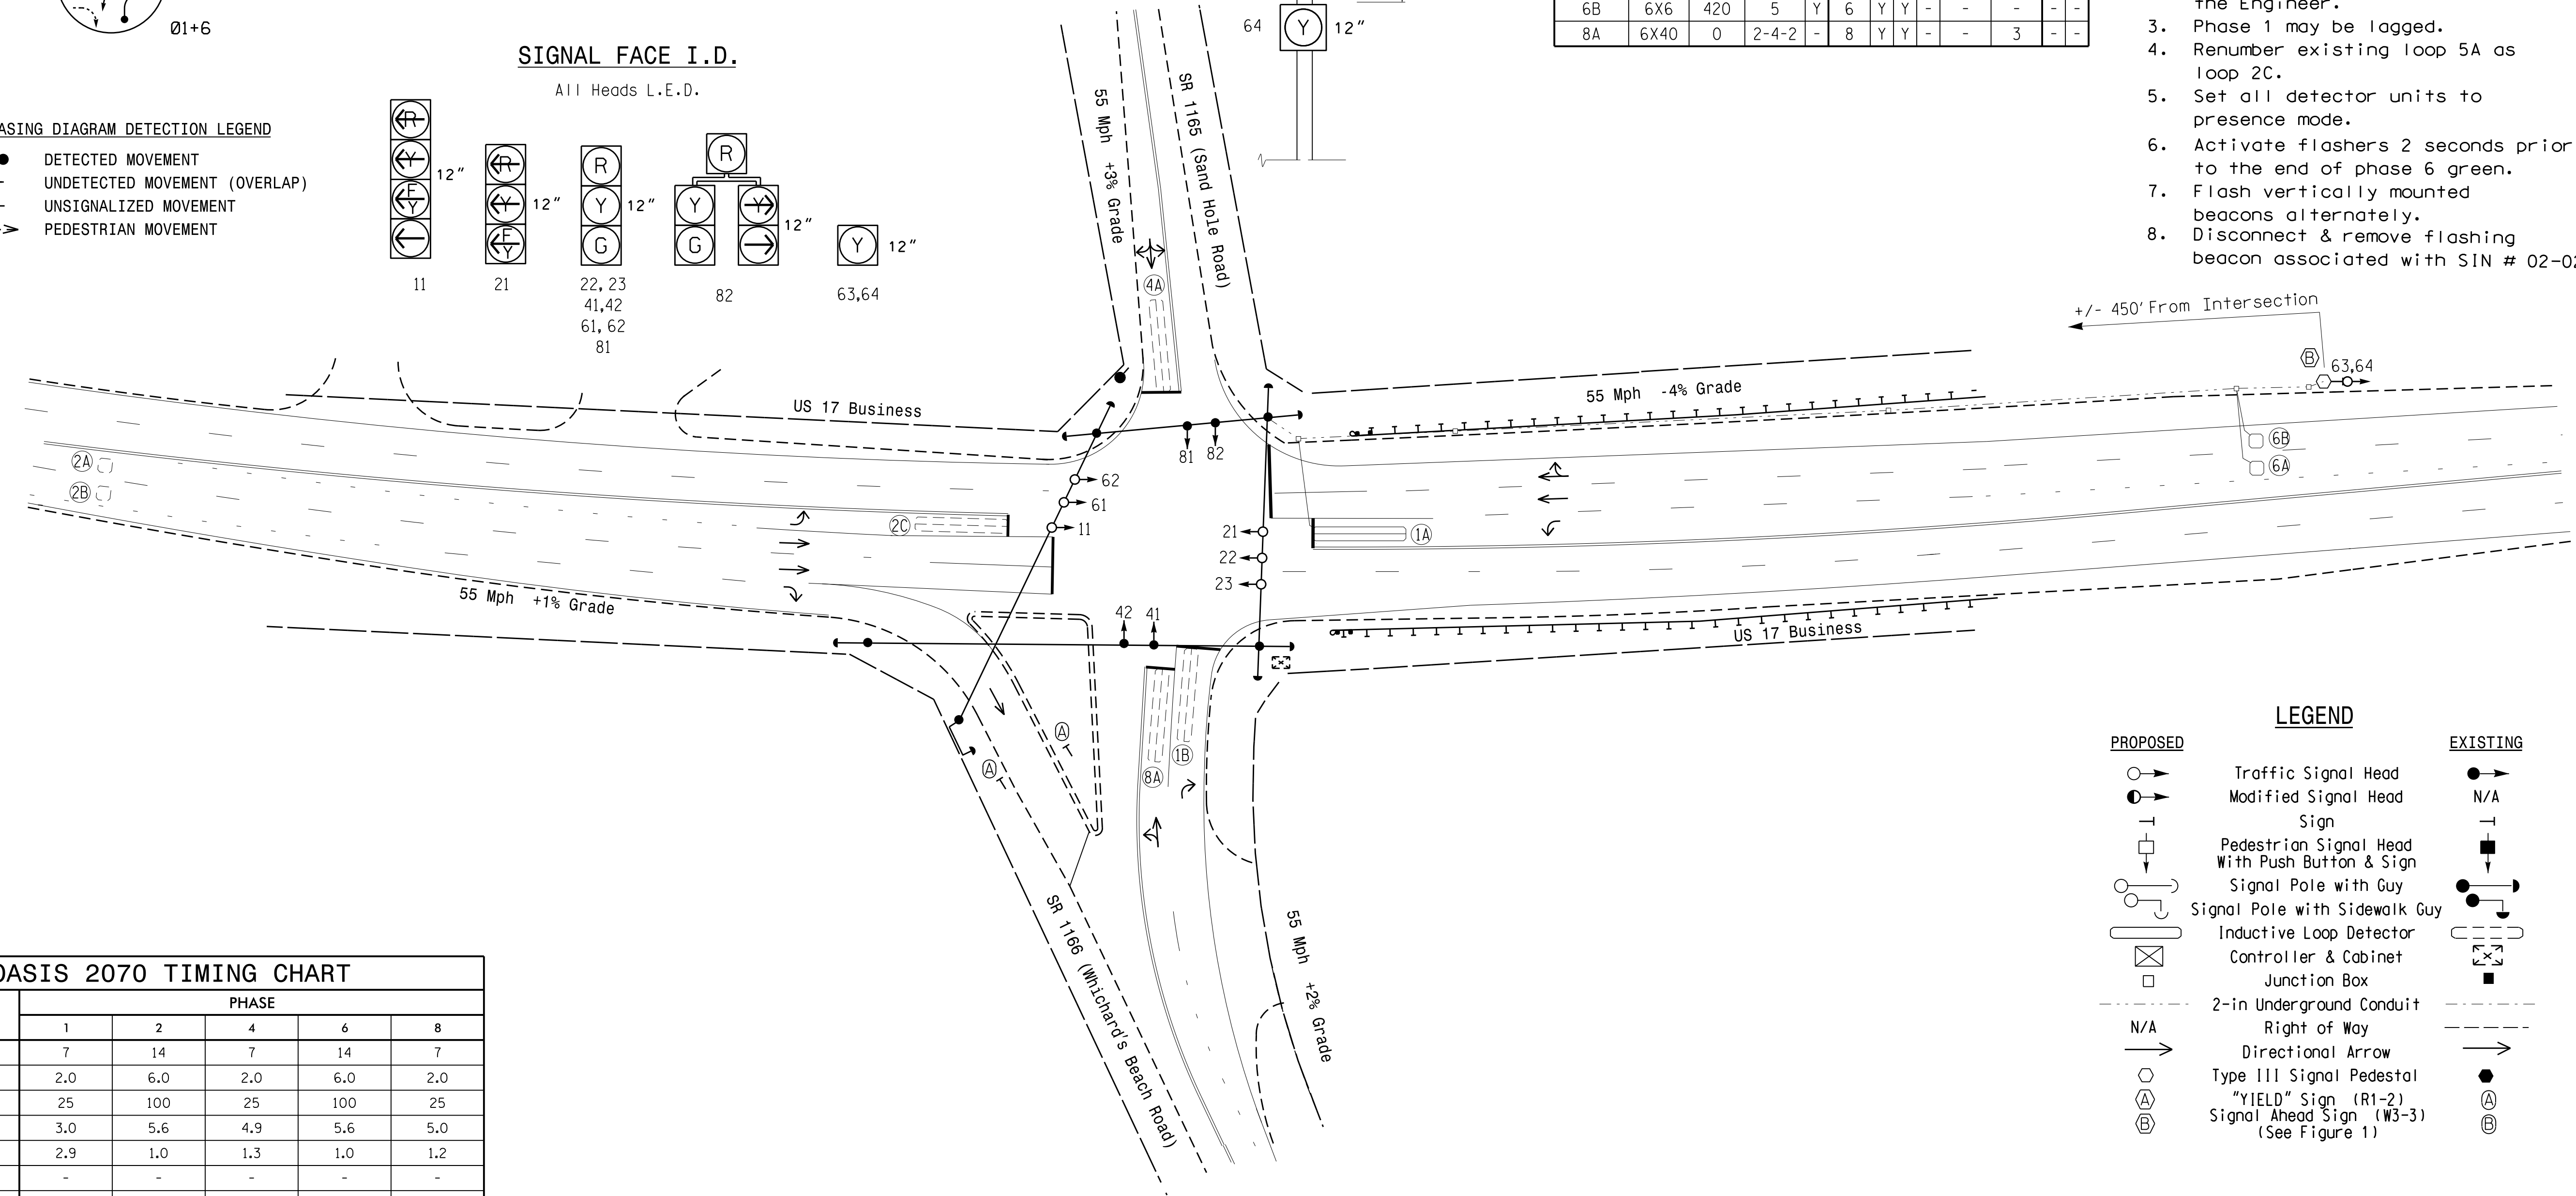 Ø1+6
SIGNAL FACE I.D.
All Heads L.E.D.
ASING DIAGRAM DETECTION LEGEND
DETECTED MOVEMENT
UNDETECTED MOVEMENT (OVERLAP)
UNSIGNALIZED MOVEMENT
PEDESTRIAN MOVEMENT
R
Y
F
Y
12"
11
R
Y
F
Y
12"
21
R
Y
G
12"
22, 23
41,42
61, 62
81
R
Y
Y
G
12"
82
Y
12"
63,64
64
Y
12"
6B 6X6 420 5 Y 6 Y Y - - - - -
8A 6X40 0 2-4-2 - 8 Y Y - - 3 - -
the Engineer.
3. Phase 1 may be lagged.
4. Renumber existing loop 5A as
loop 2C.
5. Set all detector units to
presence mode.
6. Activate flashers 2 seconds prior
to the end of phase 6 green.
7. Flash vertically mounted
beacons alternately.
8. Disconnect & remove flashing
beacon associated with SIN # 02-02
55 Mph +3% Grade
SR 1165 (Sand Hole Road)
4A
+/- 450' From Intersection
B
63,64
US 17 Business
55 Mph -4% Grade
81
82
6B
6A
2A
2B
62
61
11
2C
21
22
23
1A
55 Mph +1% Grade
42
41
US 17 Business
A
A
8A
1B
SR 1166 (Whichard's Beach Road)
55 Mph +2% Grade
OASIS 2070 TIMING CHART
PHASE
1 2 4 6 8
7 14 7 14 7
2.0 6.0 2.0 6.0 2.0
25 100 25 100 25
3.0 5.6 4.9 5.6 5.0
2.9 1.0 1.3 1.0 1.2
- - - - -
LEGEND
PROPOSED EXISTING
Traffic Signal Head
Modified Signal Head N/A
Sign
Pedestrian Signal Head
With Push Button & Sign
Signal Pole with Guy
Signal Pole with Sidewalk Guy
Inductive Loop Detector
Controller & Cabinet
Junction Box
2-in Underground Conduit
N/A Right of Way
Directional Arrow
Type III Signal Pedestal
A "YIELD" Sign (R1-2) A
B Signal Ahead Sign (W3-3) B
(See Figure 1)